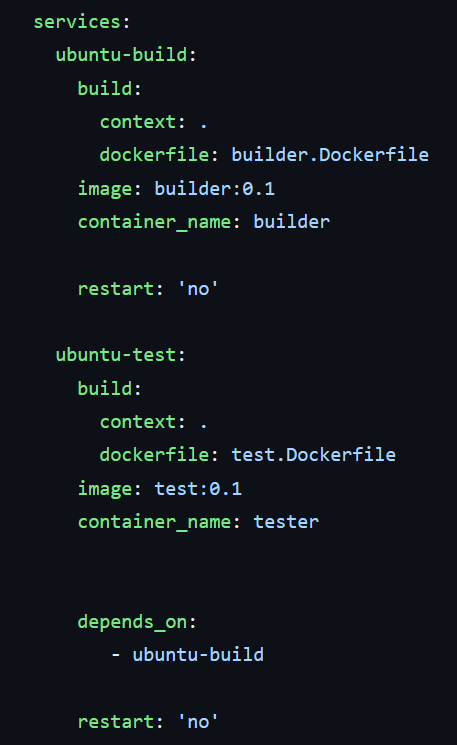 services:
  ubuntu-build:
    build:
      context: .
      dockerfile: builder.Dockerfile
    image: builder:0.1
    container_name: builder

    restart: 'no'

  ubuntu-test:
    build:
      context: .
      dockerfile: test.Dockerfile
    image: test:0.1
    container_name: tester


    depends_on:
       - ubuntu-build

    restart: 'no'